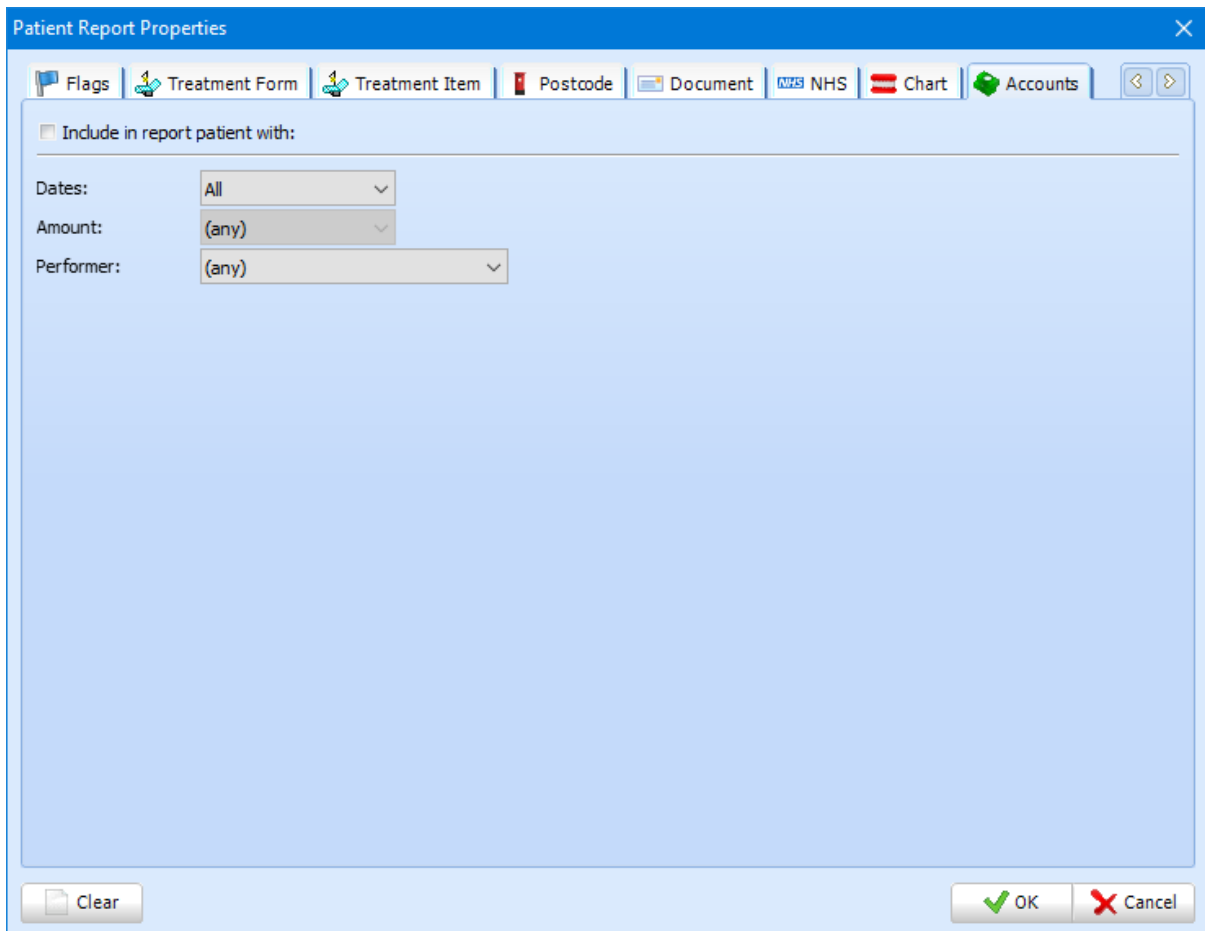 Patient Report Properties
Flags Treatment Form Treatment Item Postcode Document NHS NHS Chart Accounts
Include in report patient with:
Dates: All
Amount: (any)
Performer: (any)
Clear OK Cancel